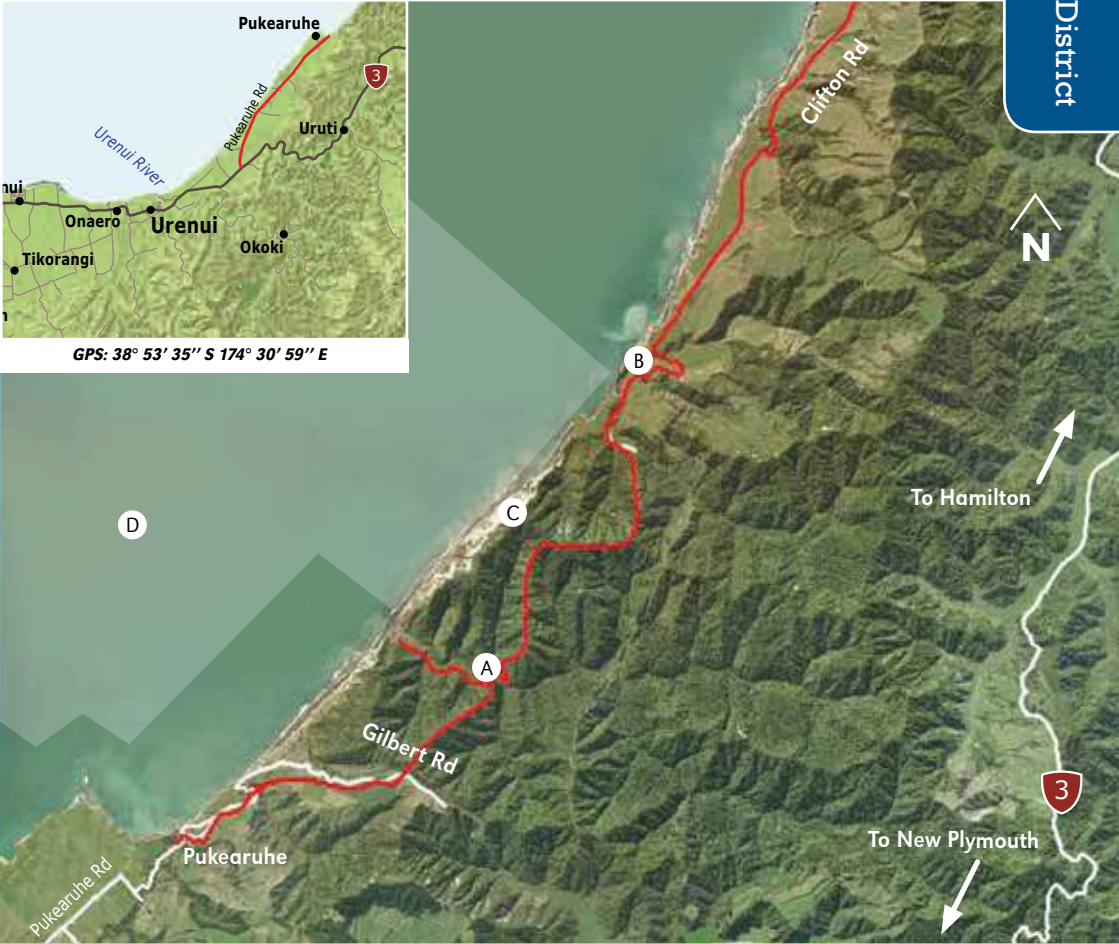 Pukearuhe
3
Pukearuhe Rd
Uruti
Urenui River
nui
Onaero
Urenui
Okoki
Tikorangi
n
GPS: 38° 53’ 35’’ S 174° 30’ 59’’ E
District
Clifton Rd
N
B
To Hamilton
C
D
A
Gilbert Rd
3
To New Plymouth
Pukearuhe
Pukearuhe Rd